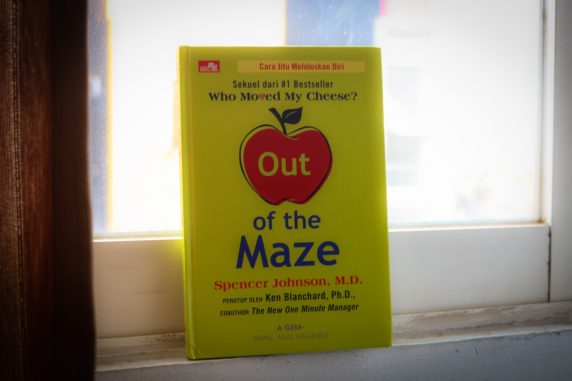 Cara Jitu Meloloskan Diri
Sekuel dari #1 Bestseller
Who Moved My Cheese?
Out
of the
Maze
Spencer Johnson, M.D.
PENUTUP OLEH Ken Blanchard, Ph.D.,
COAUTHOR The New One Minute Manager
A GEM–
SMALL AND VALUABLE